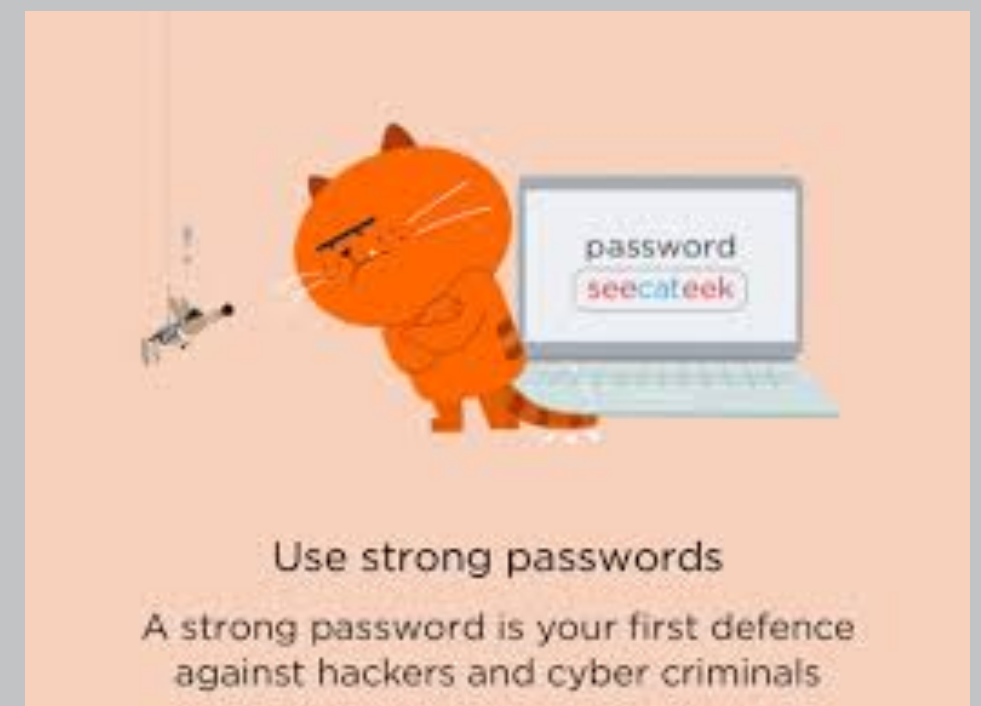 password
seecateek
Use strong passwords
A strong password is your first defence
against hackers and cyber criminals